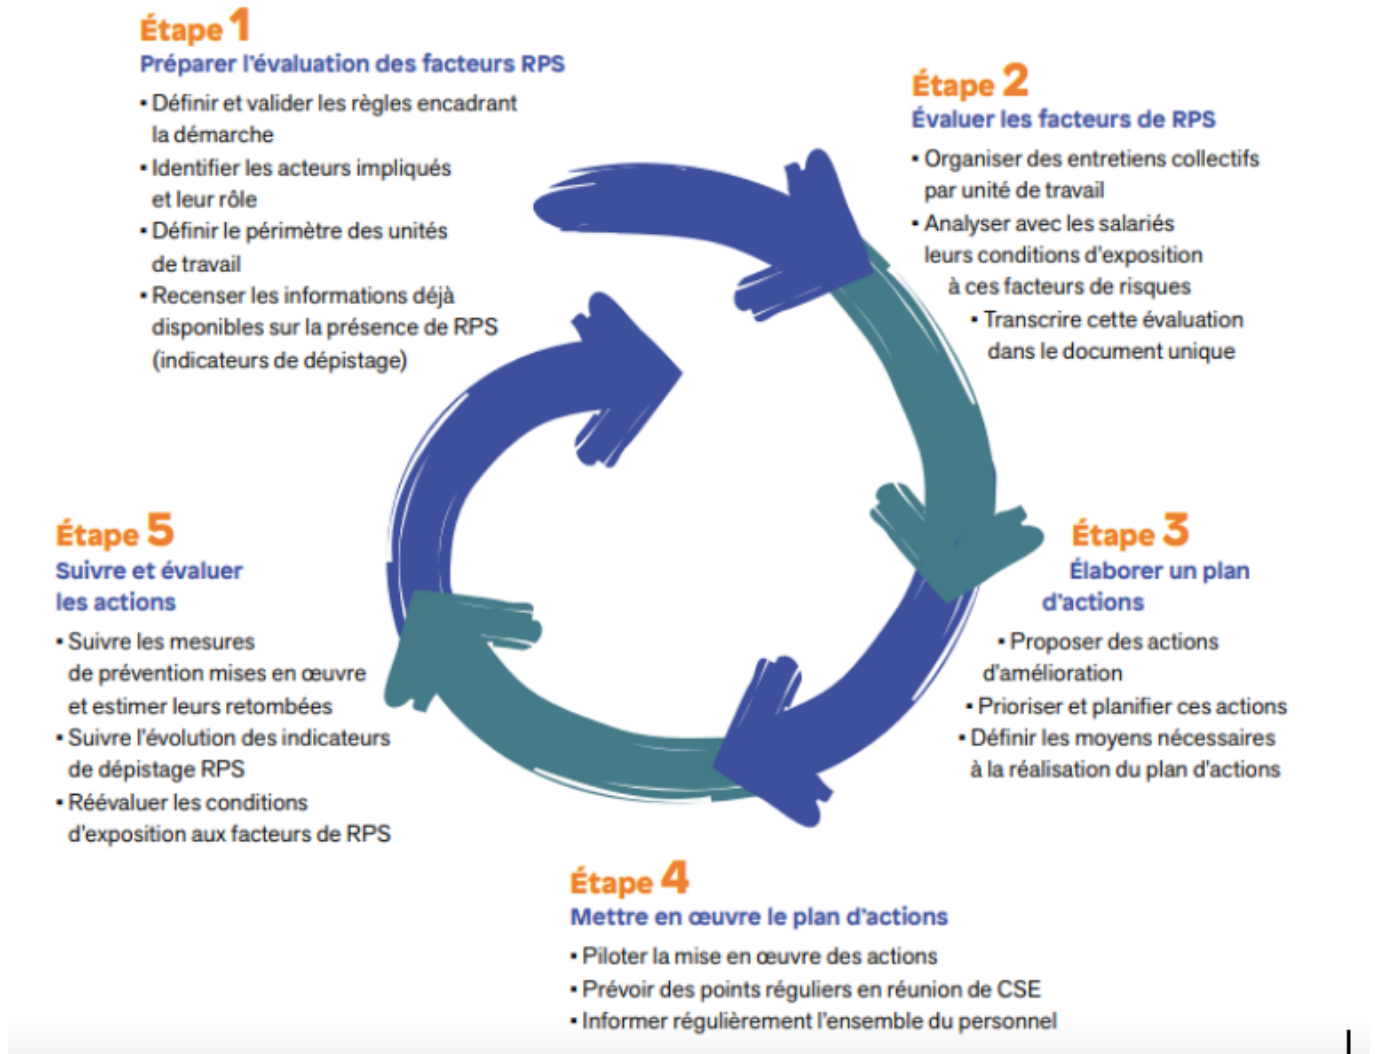 Étape 1
Préparer l'évaluation des facteurs RPS
▪ Définir et valider les règles encadrant
la démarche
▪ Identifier les acteurs impliqués
et leur rôle
▪ Définir le périmètre des unités
de travail
▪ Recenser les informations déjà
disponibles sur la présence de RPS
(indicateurs de dépistage)
Étape 2
Évaluer les facteurs de RPS
▪ Organiser des entretiens collectifs
par unité de travail
▪ Analyser avec les salariés
leurs conditions d'exposition
à ces facteurs de risques
▪ Transcrire cette évaluation
dans le document unique
Étape 3
Élaborer un plan
d'actions
▪ Proposer des actions
d'amélioration
▪ Prioriser et planifier ces actions
▪ Définir les moyens nécessaires
à la réalisation du plan d'actions
Étape 4
Mettre en œuvre le plan d'actions
▪ Piloter la mise en œuvre des actions
▪ Prévoir des points réguliers en réunion de CSE
▪ Informer régulièrement l'ensemble du personnel
Étape 5
Suivre et évaluer
les actions
▪ Suivre les mesures
de prévention mises en œuvre
et estimer leurs retombées
▪ Suivre l'évolution des indicateurs
de dépistage RPS
▪ Réévaluer les conditions
d'exposition aux facteurs de RPS